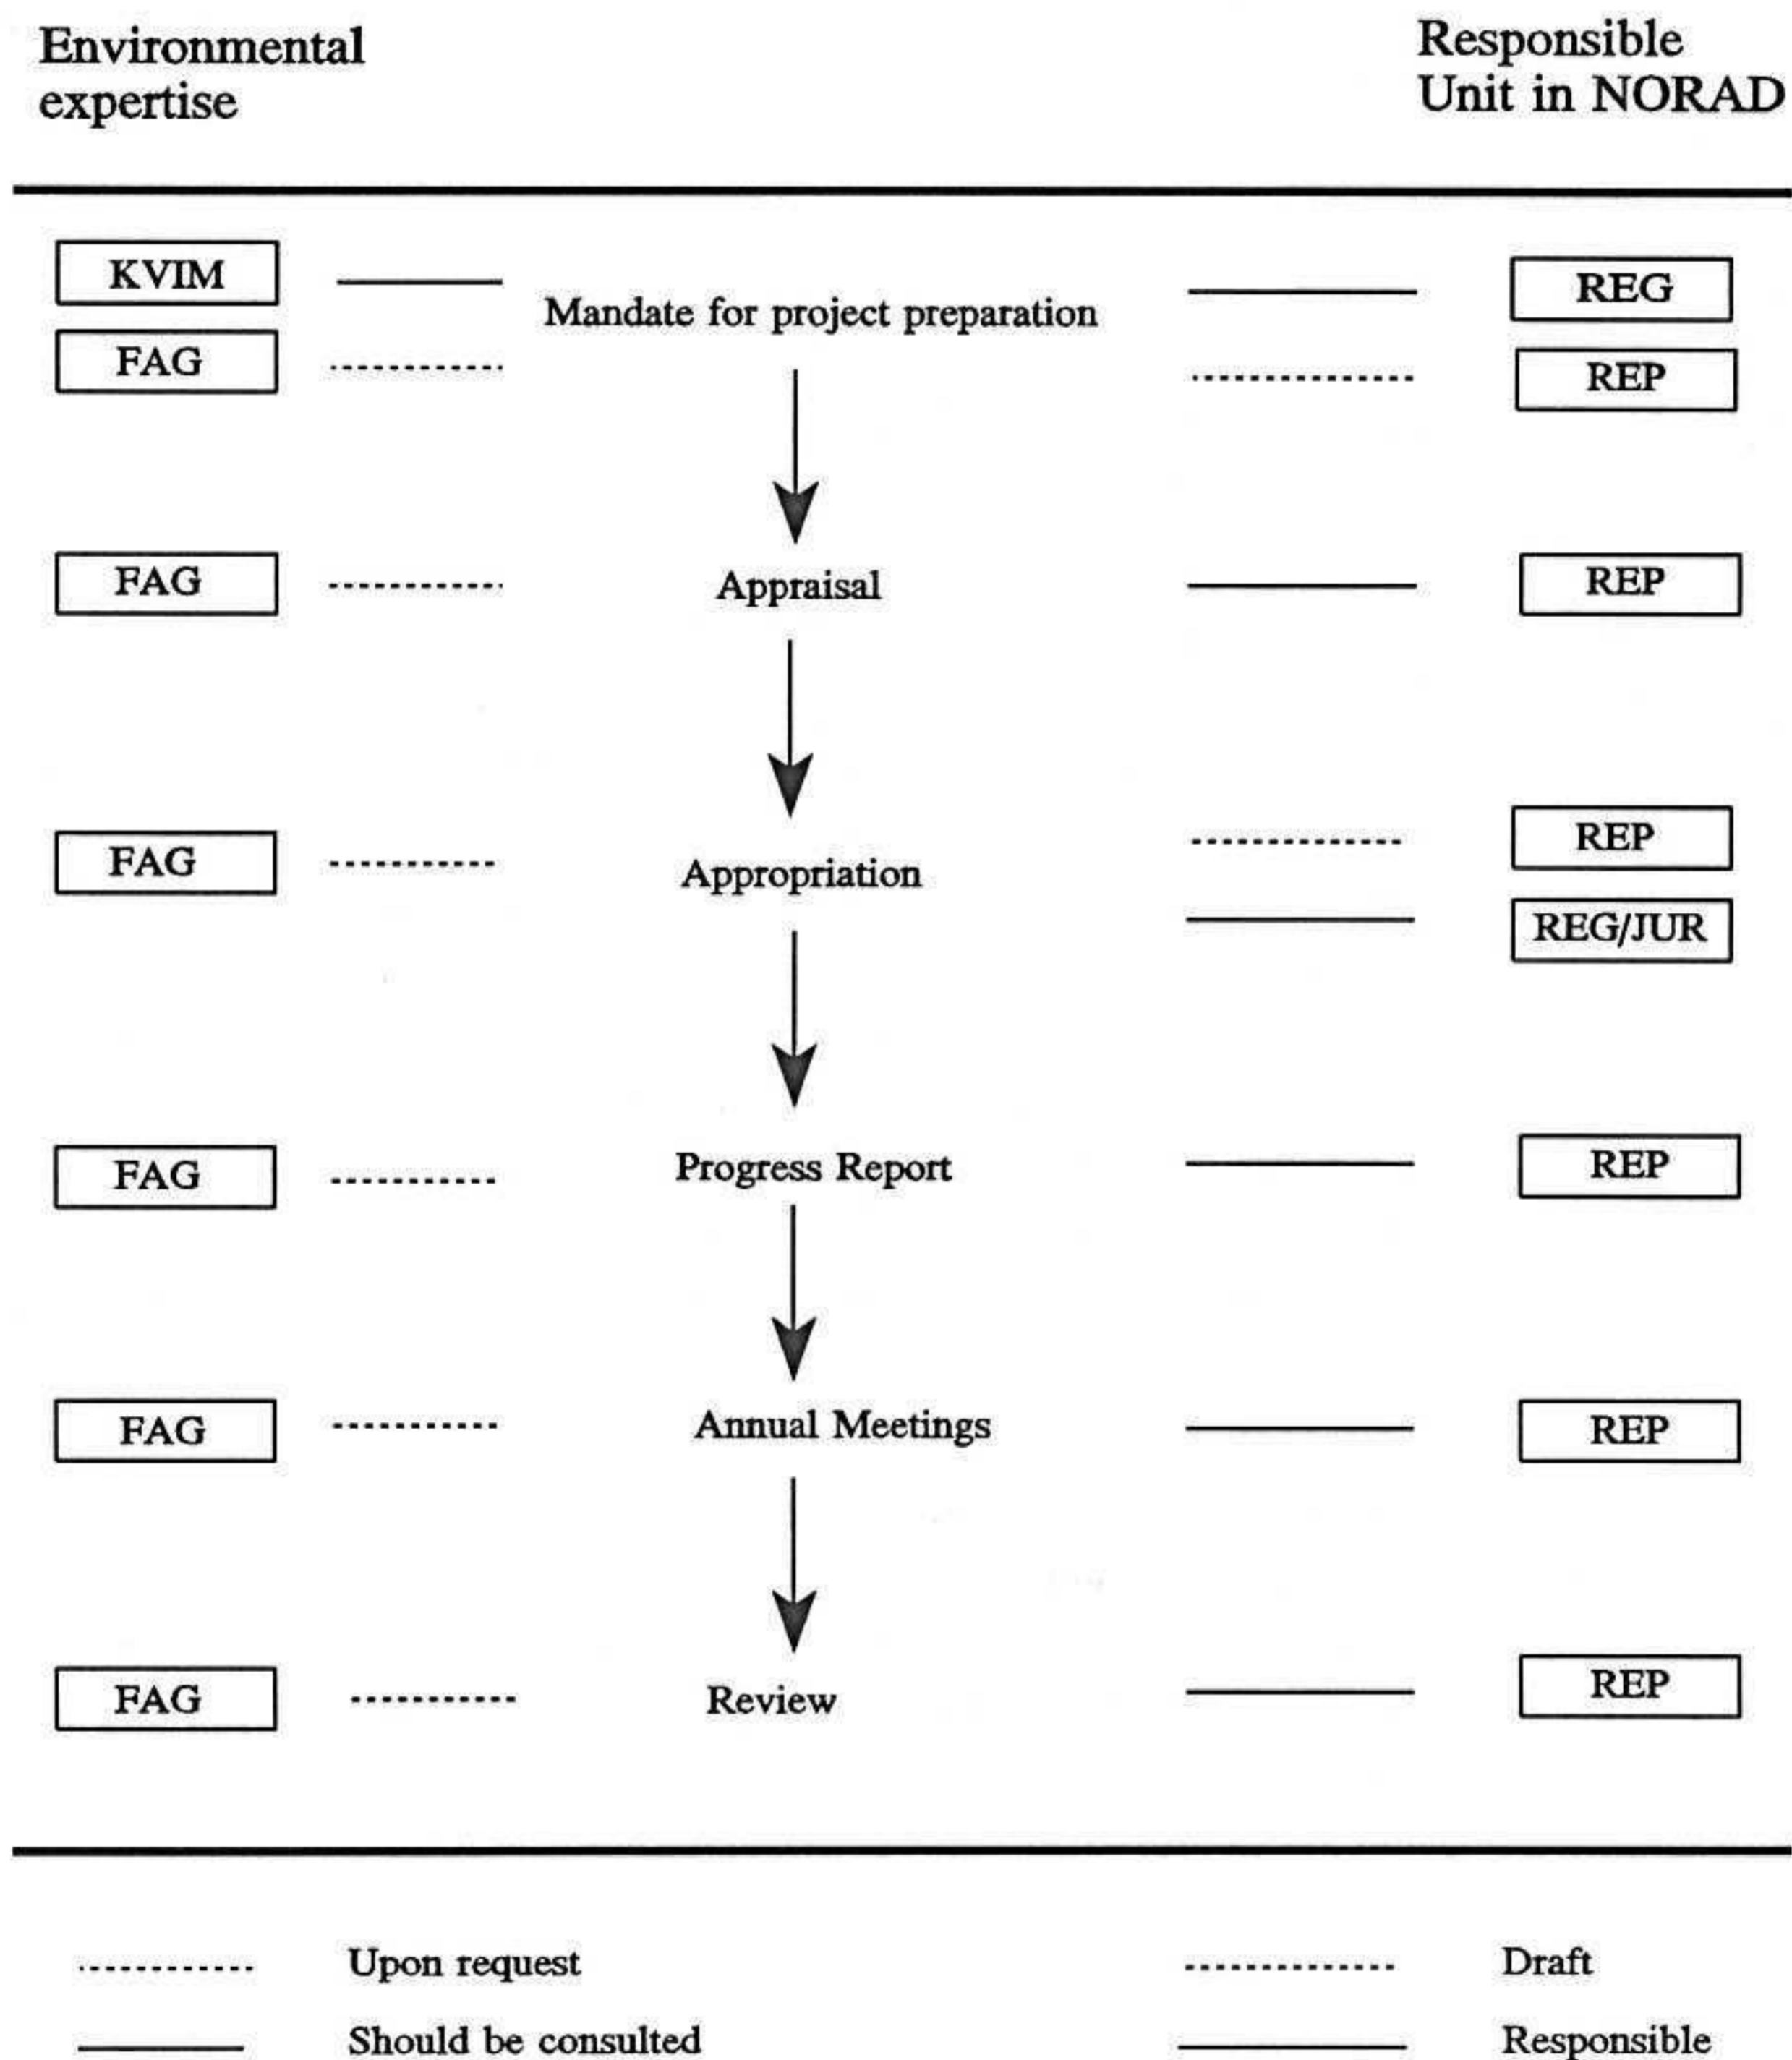 Environmental
expertise
Responsible
Unit in NORAD
KVIM
Mandate for project preparation
REG
FAG
REP
FAG
Appraisal
REP
FAG
Appropriation
REP
REG/JUR
FAG
Progress Report
REP
FAG
Annual Meetings
REP
FAG
Review
REP
Upon request
Draft
Should be consulted
Responsible